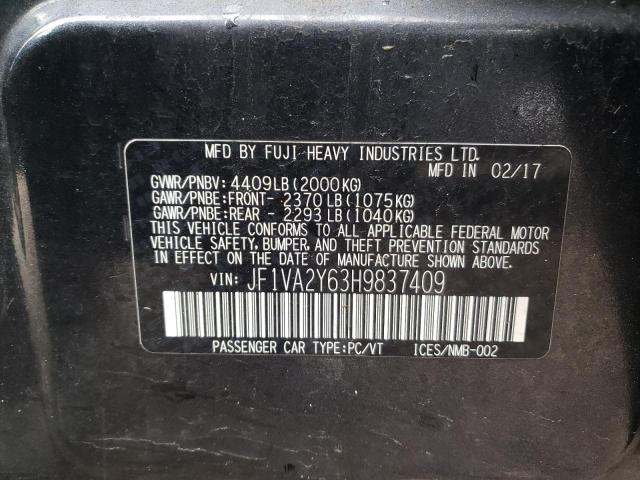 MFD BY FUJI HEAVY INDUSTRIES LTD.
MFD IN 02/17
GVWR/PNBV: 4409LB (2000KG)
GAWR/PNBE:FRONT- 2370LB (1075KG)
GAWR/PNBE:REAR - 2293LB (1040KG)
THIS VEHICLE CONFORMS TO ALL APPLICABLE FEDERAL MOTOR
VEHICLE SAFETY, BUMPER, AND THEFT PREVENTION STANDARDS
IN EFFECT ON THE DATE OF MANUFACTURE SHOWN ABOVE.
VIN: JF1VA2Y63H9837409
PASSENGER CAR TYPE:PC/VT ICES/NMB-002